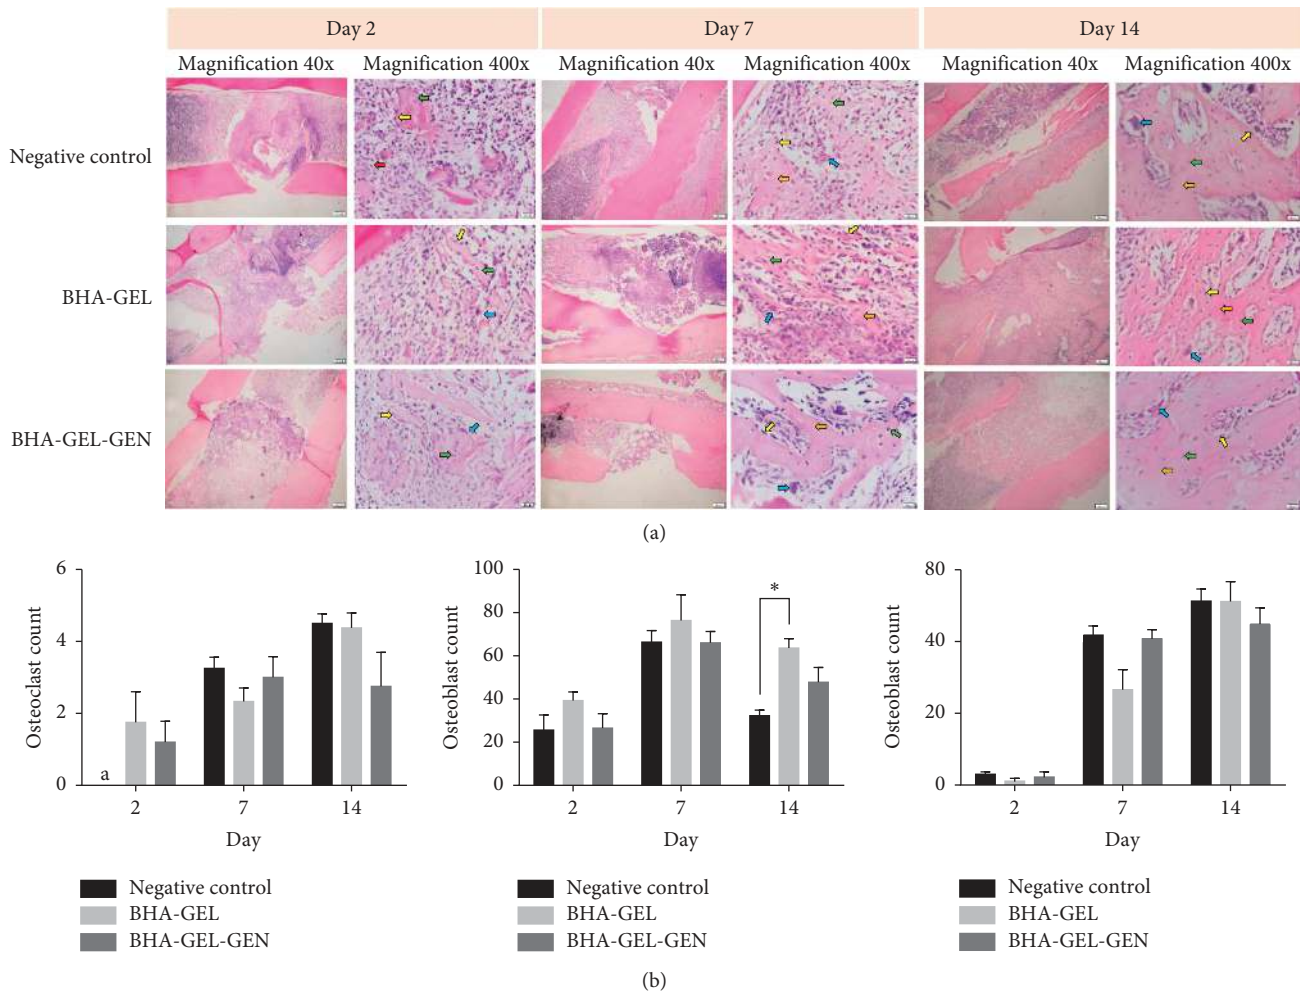 Day 2 Day 7 Day 14
Magnification 40x Magnification 400x Magnification 40x Magnification 400x Magnification 40x Magnification 400x
Negative control
BHA-GEL
BHA-GEL-GEN
(a)
6
4
2
0
a
2 7 14
Day
Osteoclast count
Negative control
BHA-GEL
BHA-GEL-GEN
100
80
60
40
20
0
*
2 7 14
Day
Osteoblast count
Negative control
BHA-GEL
BHA-GEL-GEN
80
40
20
0
2 7 14
Day
Osteoblast count
Negative control
BHA-GEL
BHA-GEL-GEN
(b)